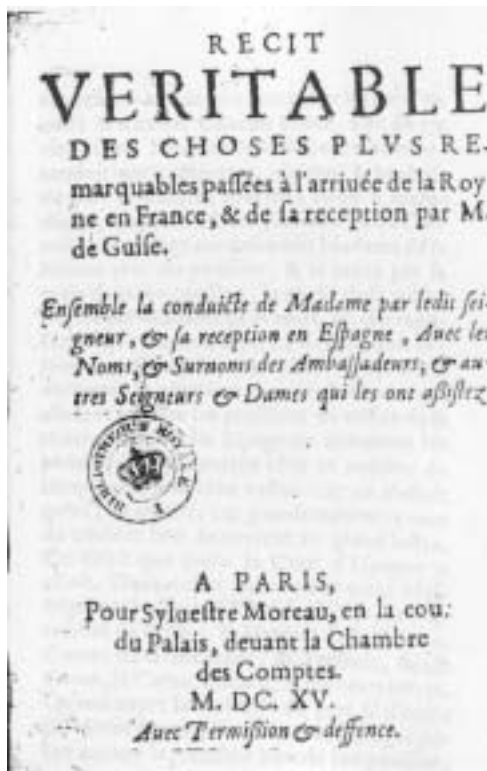 RECIT
VERITABLE
DES CHOSES PLVS RE-
marquables paſſées à l'arriuée de la Roy
ne en France, & de ſa reception par M.
de Guiſe.
Enſemble la conduicte de Madame par ledit ſei-
gneur, & ſa reception en Eſpagne, Auec les
Noms, & Surnoms des Ambaſſadeurs, & au-
tres Seigneurs & Dames qui les ont aſſiſtez
A PARIS,
Pour Sylueſtre Moreau, en la cour
du Palais, deuant la Chambre
des Comptes.
M. DC. XV.
Auec Permiſſion & deffence.